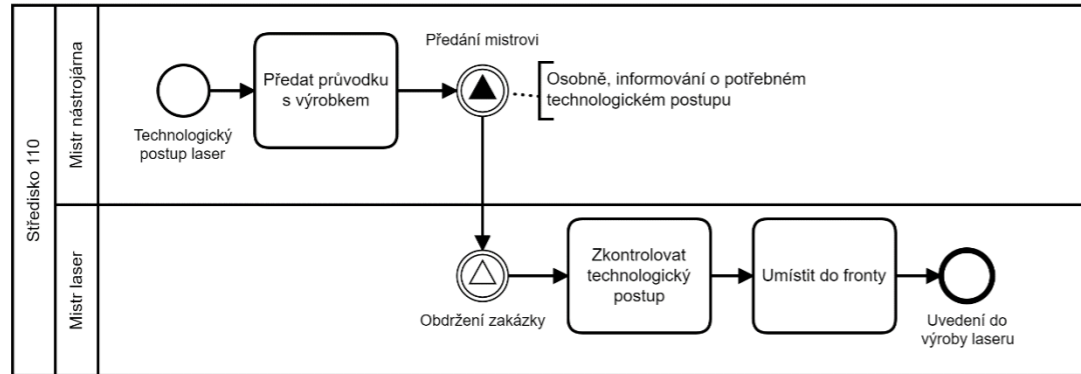 Středisko 110
Mistr nástrojárna
Technologický
postup laser
Předat průvodku
s výrobkem
Předání mistrovi
Osobně, informování o potřebném
technologickém postupu
Mistr laser
Obdržení zakázky
Zkontrolovat
technologický
postup
Umístit do fronty
Uvedení do
výroby laseru